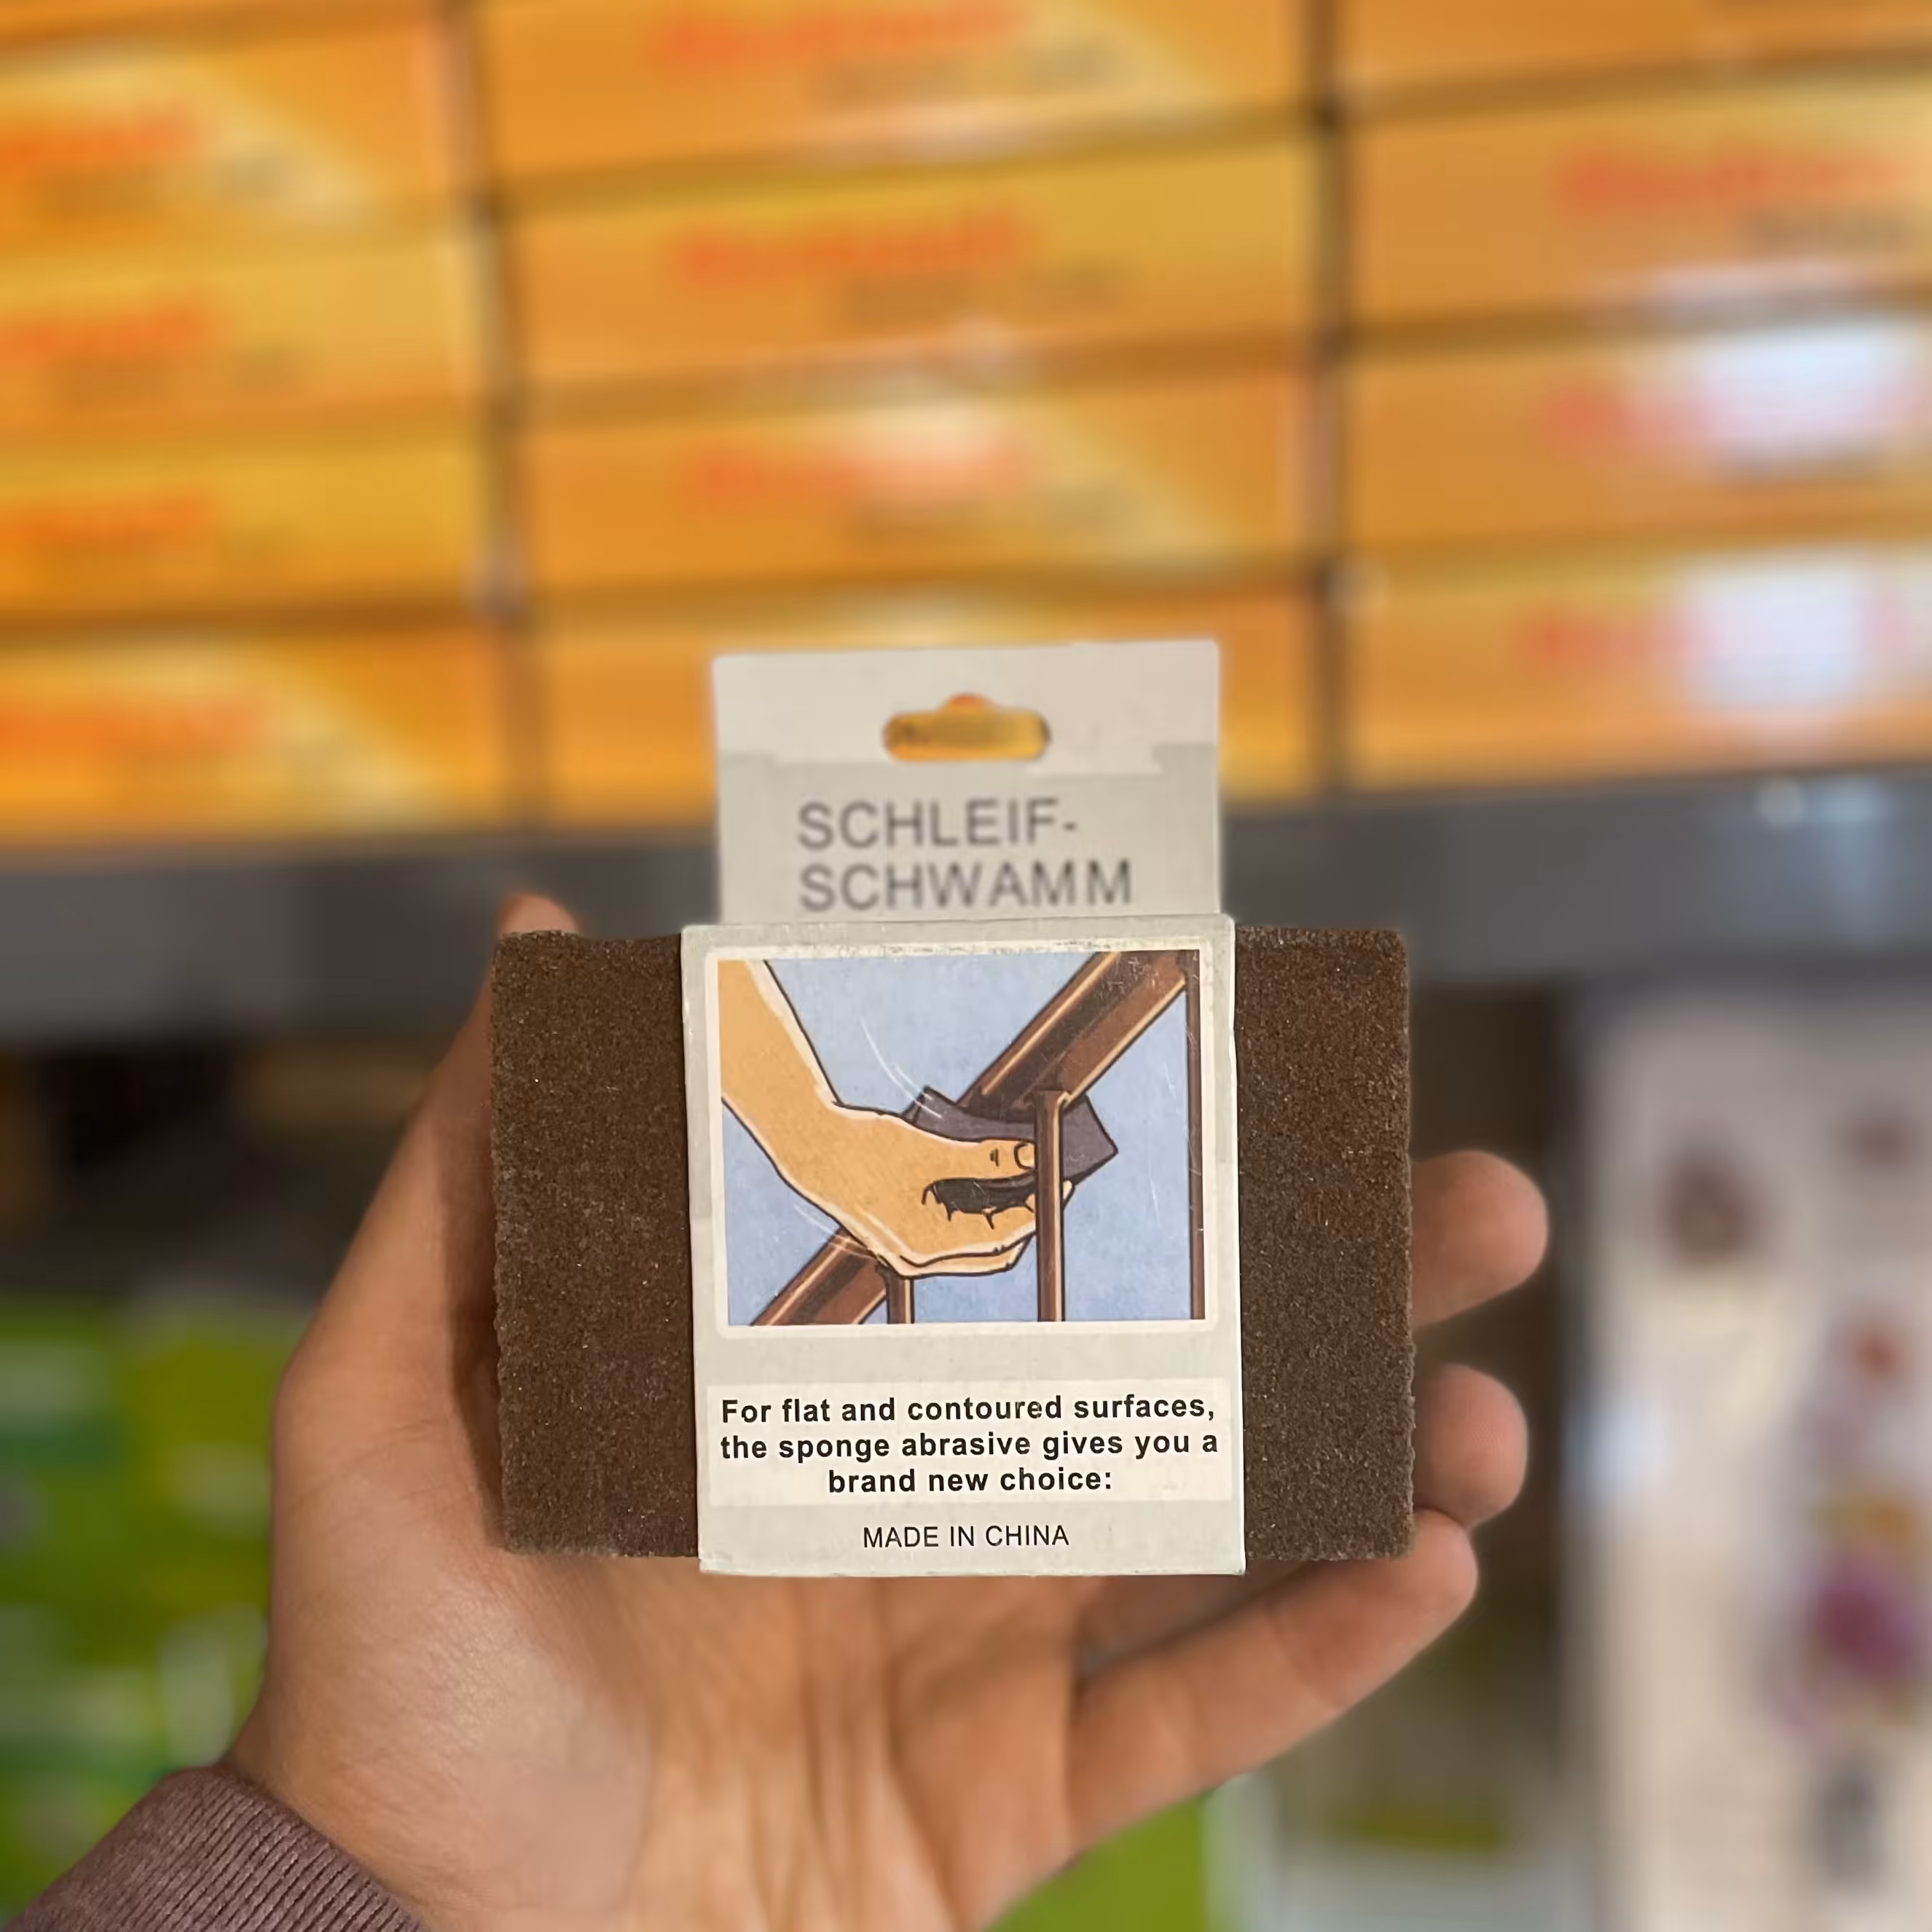 SCHLEIF-
SCHWAMM
For flat and contoured surfaces,
the sponge abrasive gives you a
brand new choice:
MADE IN CHINA